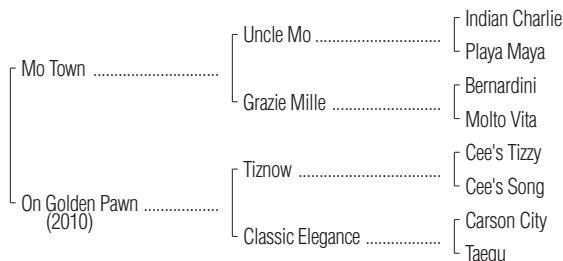 Indian Charlie
Uncle Mo ................................
Playa Maya
Mo Town ................................
Bernardini
Grazie Mille ............................
Molto Vita
Cee's Tizzy
Tiznow ....................................
Cee's Song
On Golden Pawn ...................
(2010)
Carson City
Classic Elegance ...................
Taegu